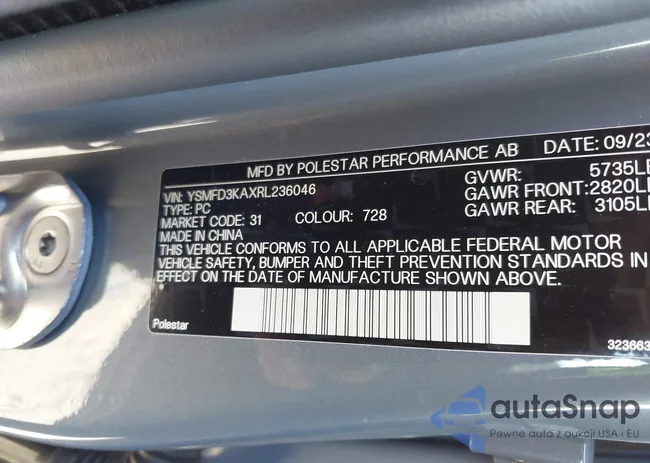 MFD BY POLESTAR PERFORMANCE AB DATE: 09/23
VIN: YSMFD3KAXRL236046 GVWR: 5735LB
TYPE: PC GAWR FRONT:2820LB
MARKET CODE: 31 COLOUR: 728 GAWR REAR: 3105LB
MADE IN CHINA
THIS VEHICLE CONFORMS TO ALL APPLICABLE FEDERAL MOTOR
VEHICLE SAFETY, BUMPER AND THEFT PREVENTION STANDARDS IN
EFFECT ON THE DATE OF MANUFACTURE SHOWN ABOVE.
Polestar 323663
autaSnap
Pewne auta z aukcji USA i EU